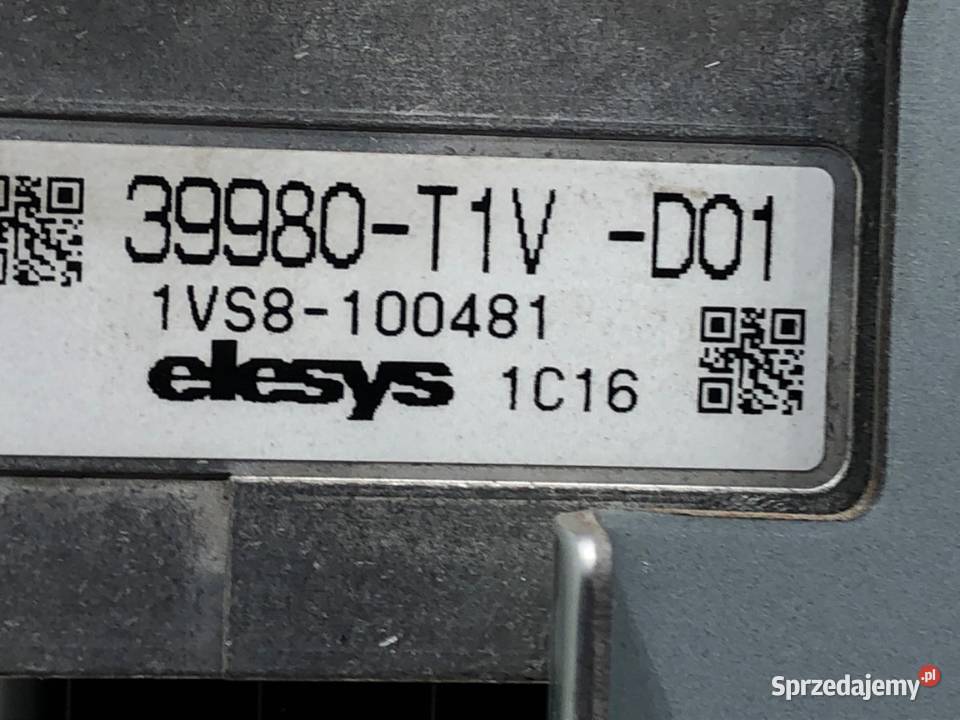 39980-T1V -D01
1VS8-100481
elesys 1C16
Sprzedajemy.pl